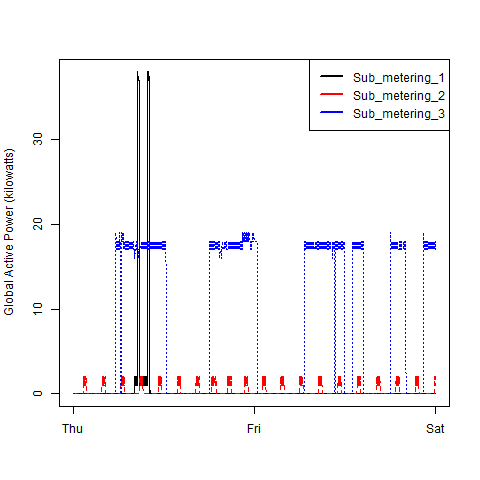 Sub_metering_1
Sub_metering_2
Sub_metering_3
Global Active Power (kilowatts)
30
20
10
0
Thu Fri Sat